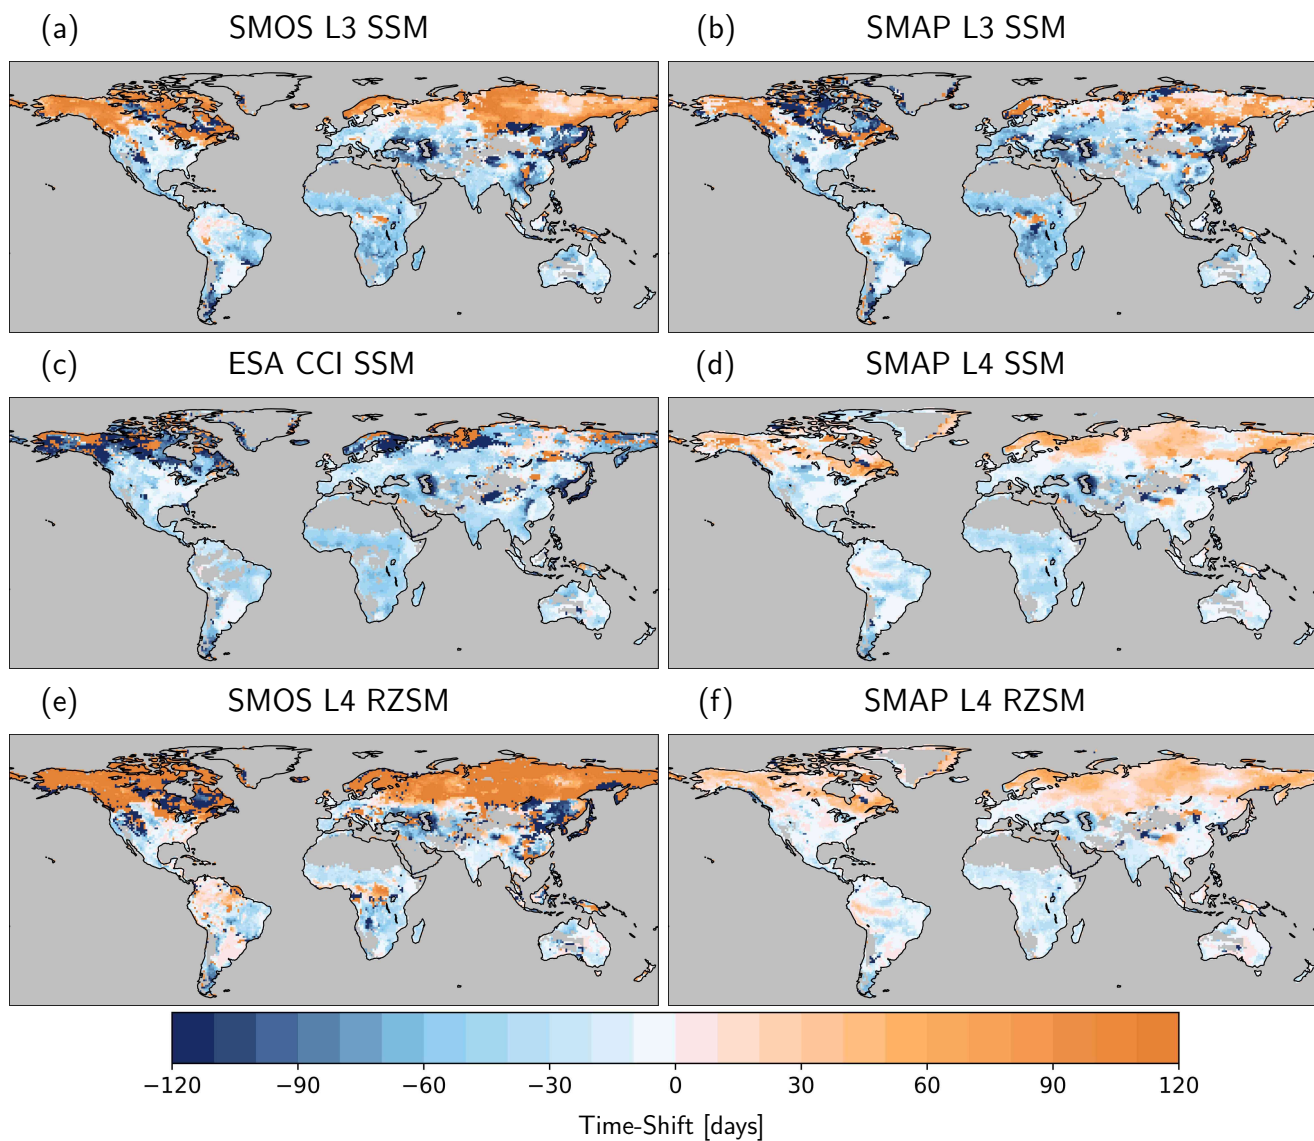 (a) SMOS L3 SSM
(b) SMAP L3 SSM
(c) ESA CCI SSM
(d) SMAP L4 SSM
(e) SMOS L4 RZSM
(f) SMAP L4 RZSM
−120 −90 −60 −30 0 30 60 90 120
Time-Shift [days]